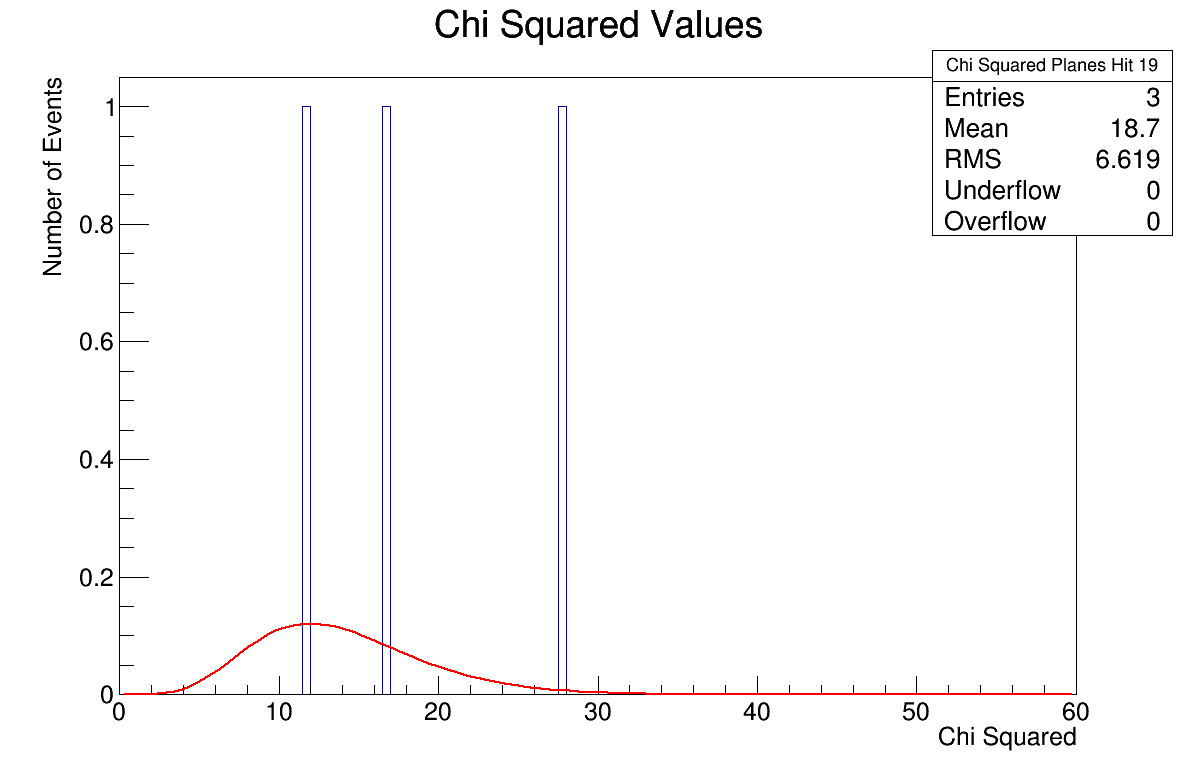 Chi Squared Values
Number of Events
Chi Squared Planes Hit 19
Entries 3
Mean 18.7
RMS 6.619
Underflow 0
Overflow 0
1
0.8
0.6
0.4
0.2
0
0 10 20 30 40 50 60
Chi Squared